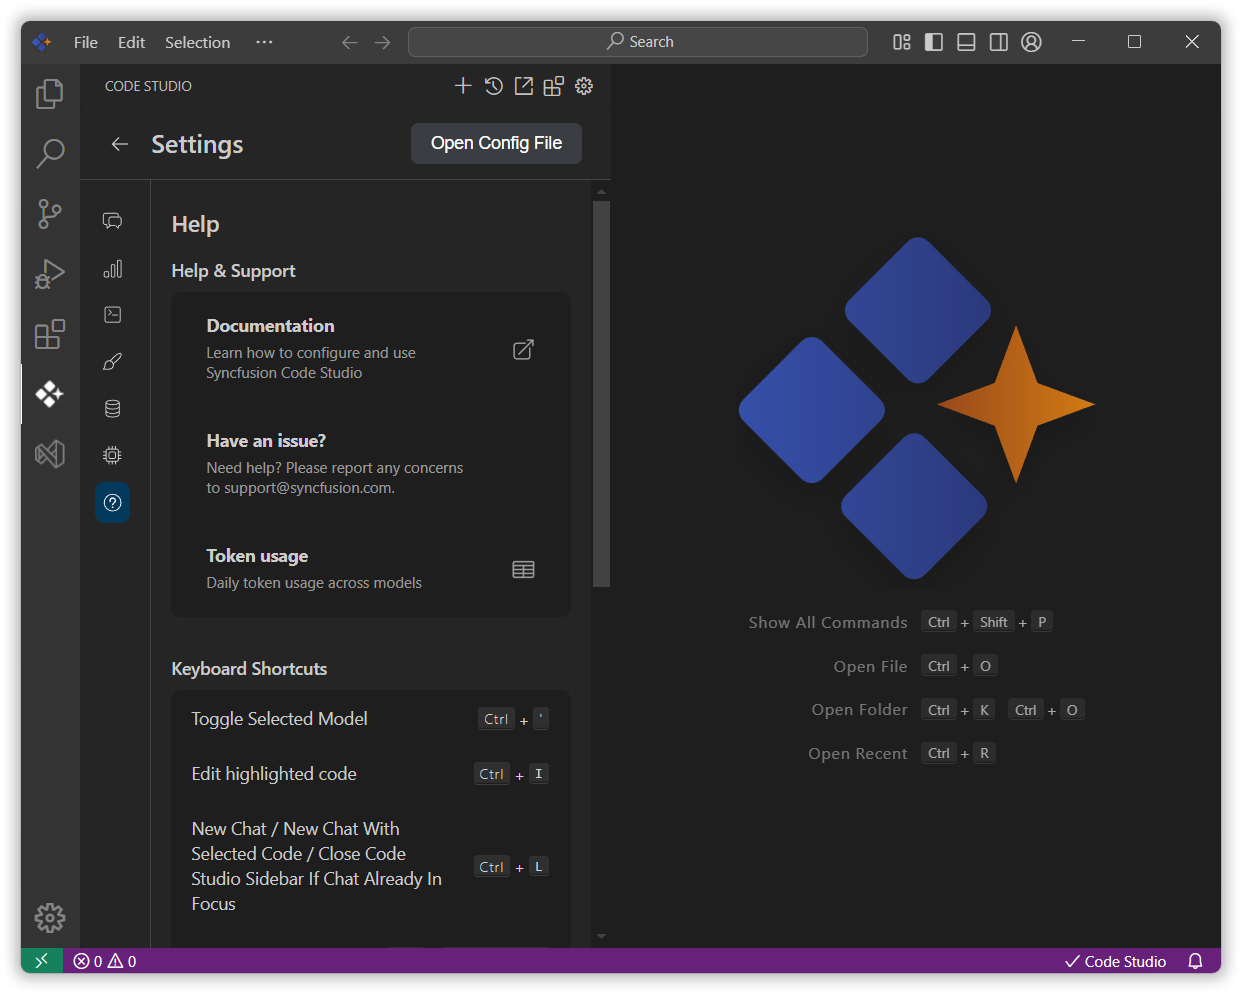 File Edit Selection ··· Search
CODE STUDIO
Settings
Open Config File
Help
Help & Support
Documentation
Learn how to configure and use
Syncfusion Code Studio
Have an issue?
Need help? Please report any concerns
to support@syncfusion.com.
Token usage
Daily token usage across models
Keyboard Shortcuts
Toggle Selected Model Ctrl + '
Edit highlighted code Ctrl + I
New Chat / New Chat With
Selected Code / Close Code
Studio Sidebar If Chat Already In
Focus
Ctrl + L
Show All Commands Ctrl + Shift + P
Open File Ctrl + O
Open Folder Ctrl + K Ctrl + O
Open Recent Ctrl + R
0 0 Code Studio